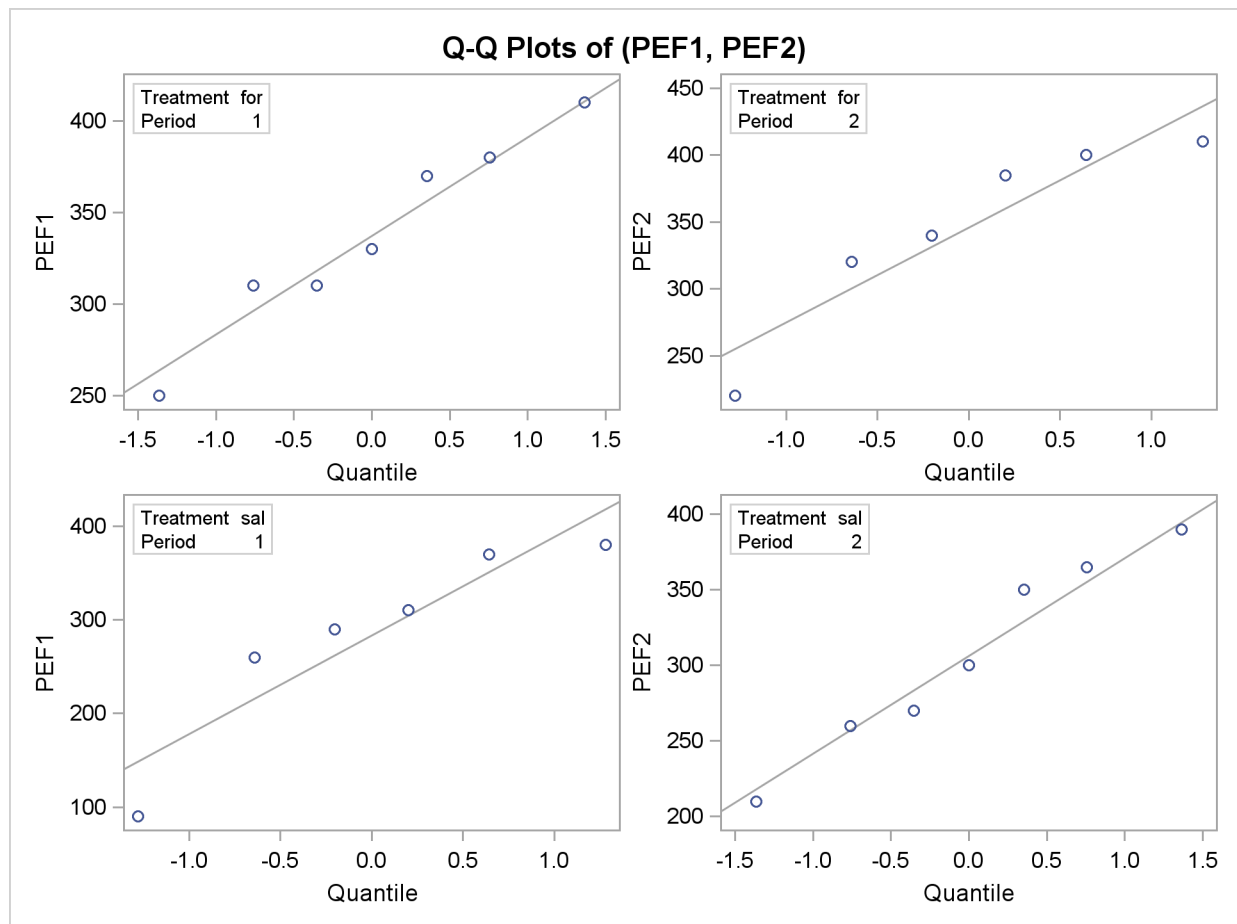 Q-Q Plots of (PEF1, PEF2)
Treatment for
Period 1
400
350
300
250
PEF1
-1.5 -1.0 -0.5 0.0 0.5 1.0 1.5
Quantile
Treatment for
Period 2
450
400
350
300
250
PEF2
-1.0 -0.5 0.0 0.5 1.0
Quantile
Treatment sal
Period 1
400
300
200
100
PEF1
-1.0 -0.5 0.0 0.5 1.0
Quantile
Treatment sal
Period 2
400
350
300
250
200
PEF2
-1.5 -1.0 -0.5 0.0 0.5 1.0 1.5
Quantile